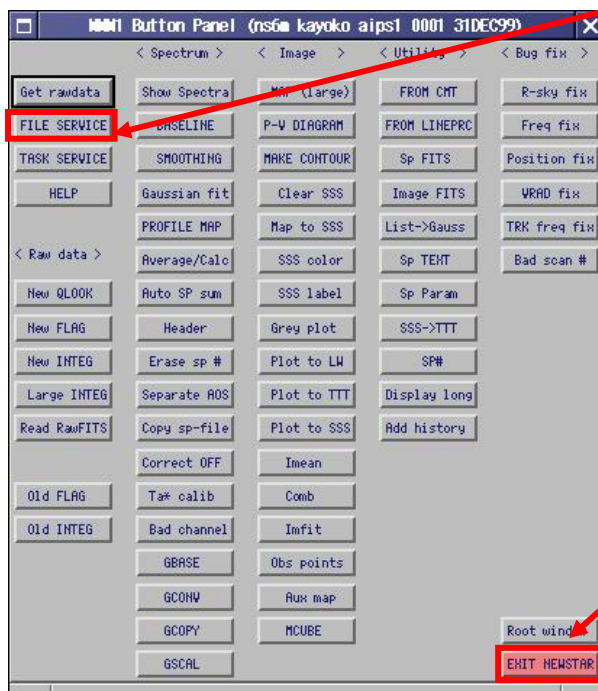 Button Panel (ns6m kayoko aips1 0001 31DEC99)
< Spectrum > < Image > < Utility > < Bug fix >
Get rawdata Show Spectra MAP (large) FROM CMT R-sky fix
FILE SERVICE BASELINE P-V DIAGRAM FROM LINEPRC Freq fix
TASK SERVICE SMOOTHING MAKE CONTOUR Sp FITS Position fix
HELP Gaussian fit Clear SSS Image FITS VRAD fix
PROFILE MAP Map to SSS List->Gauss TRK freq fix
< Raw data > Average/Calc SSS color Sp TEXT Bad scan #
New QLOOK Auto SP sum SSS label Sp Param
New FLAG Header Grey plot SSS->TTT
New INTEG Erase sp # Plot to LW SP#
Large INTEG Separate AOS Plot to TTT Display long
Read RawFITS Copy sp-file Plot to SSS Add history
Correct OFF Imean
Old FLAG Ta* calib Comb
Old INTEG Bad channel Imfit
GBASE Obs points
GCONV Aux map
GCOPY MCUBE Root window
GSCAL EXIT NEWSTAR